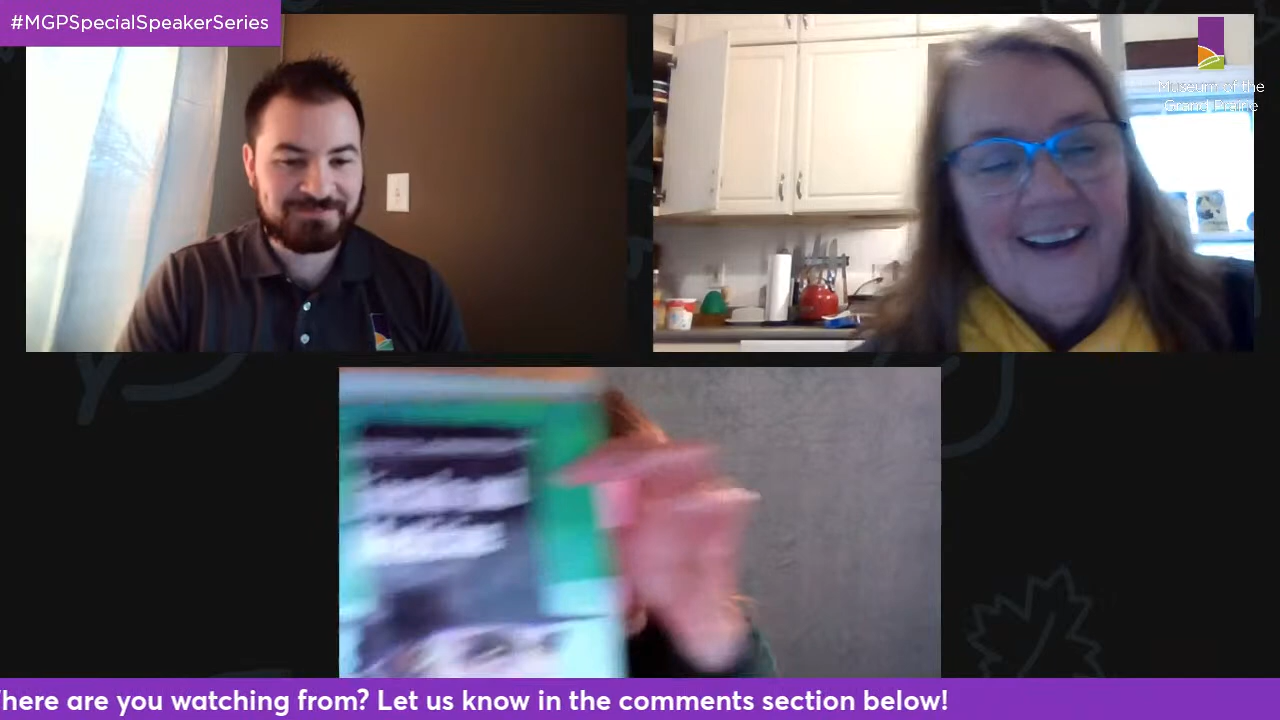 #MGPSpecialSpeakerSeries
Museum of the
Grand Prairie
here are you watching from? Let us know in the comments section below!